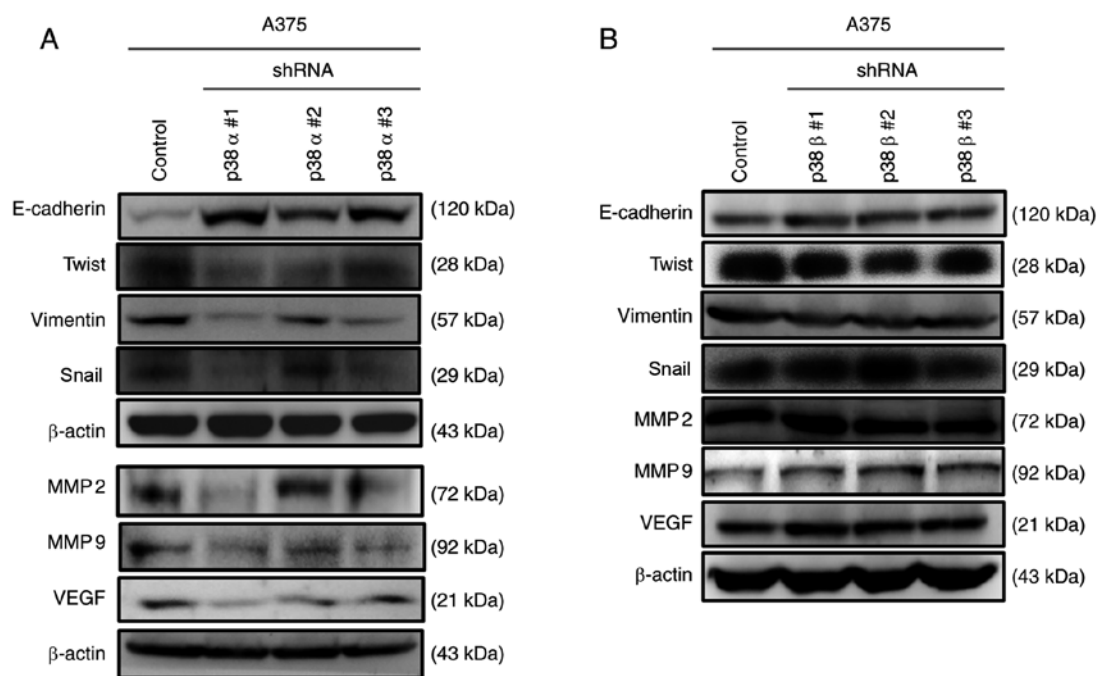 A
A375
shRNA
Control
p38 α #1
p38 α #2
p38 α #3
E-cadherin (120 kDa)
Twist (28 kDa)
Vimentin (57 kDa)
Snail (29 kDa)
β-actin (43 kDa)
MMP2 (72 kDa)
MMP9 (92 kDa)
VEGF (21 kDa)
β-actin (43 kDa)
B
A375
shRNA
Control
p38 β #1
p38 β #2
p38 β #3
E-cadherin (120 kDa)
Twist (28 kDa)
Vimentin (57 kDa)
Snail (29 kDa)
MMP2 (72 kDa)
MMP9 (92 kDa)
VEGF (21 kDa)
β-actin (43 kDa)